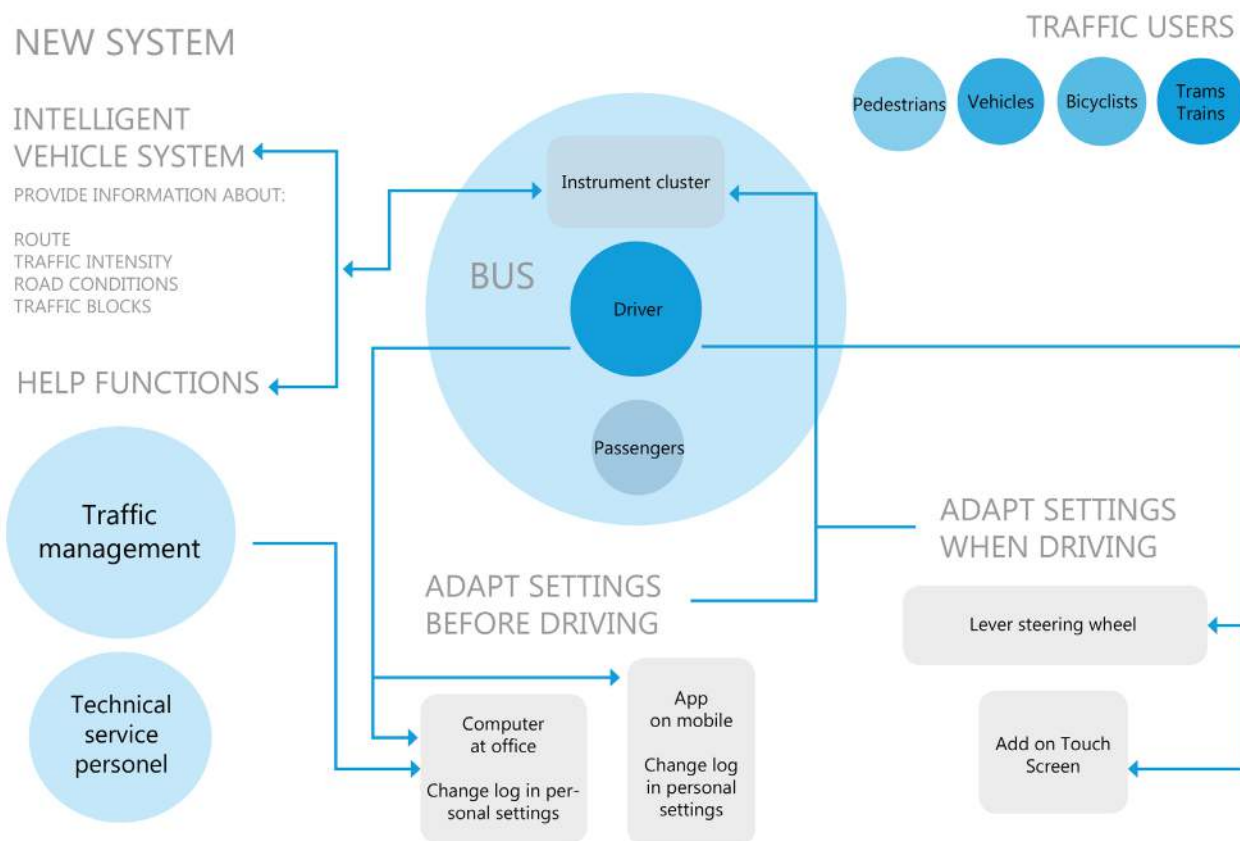 NEW SYSTEM
TRAFFIC USERS
Pedestrians
Vehicles
Bicyclists
Trams
Trains
INTELLIGENT
VEHICLE SYSTEM
PROVIDE INFORMATION ABOUT:
ROUTE
TRAFFIC INTENSITY
ROAD CONDITIONS
TRAFFIC BLOCKS
HELP FUNCTIONS
Instrument cluster
BUS
Driver
Passengers
Traffic
management
Technical
service
personel
ADAPT SETTINGS
BEFORE DRIVING
Computer
at office
Change log in per-
sonal settings
App
on mobile
Change log
in personal
settings
ADAPT SETTINGS
WHEN DRIVING
Lever steering wheel
Add on Touch
Screen